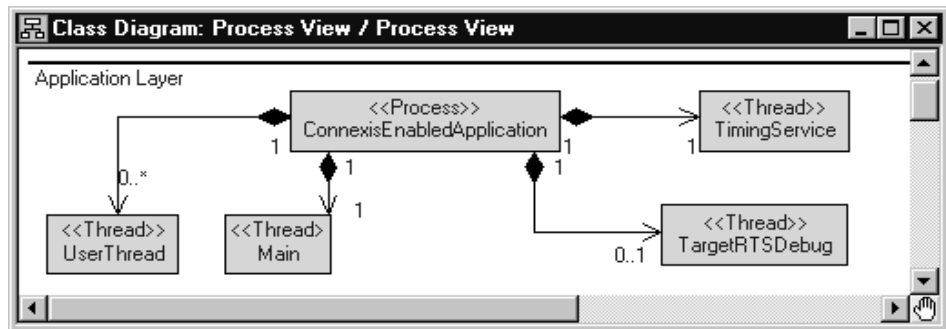 Class Diagram: Process View / Process View
Application Layer
<<Process>>
ConnexisEnabledApplication
<<Thread>>
TimingService
1
1
1
1
1
0..*
1
<<Thread>>
UserThread
<<Thread>
Main
<<Thread>>
TargetRTSDebug
0..1